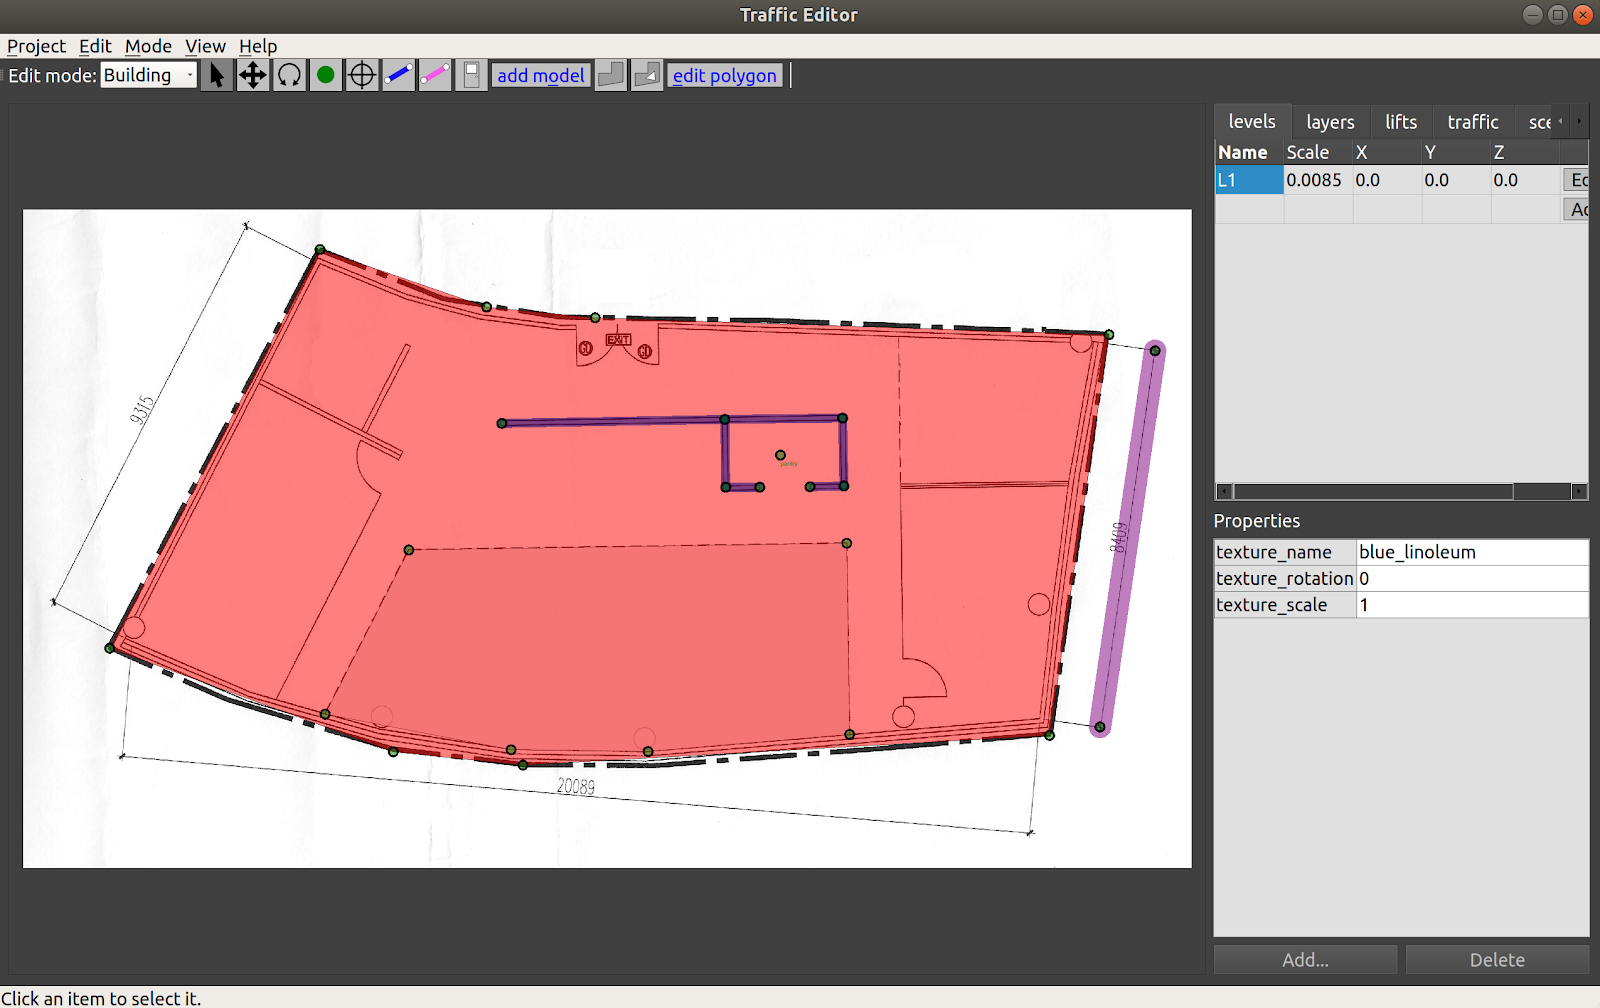 Traffic Editor
Project Edit Mode View Help
Edit mode: Building add model edit polygon
levels layers lifts traffic sce
Name Scale X Y Z
L1 0.0085 0.0 0.0 0.0 Ec
Ac
EXIT
9315
pantry
8409
20089
Properties
texture_name blue_linoleum
texture_rotation 0
texture_scale 1
Add... Delete
Click an item to select it.